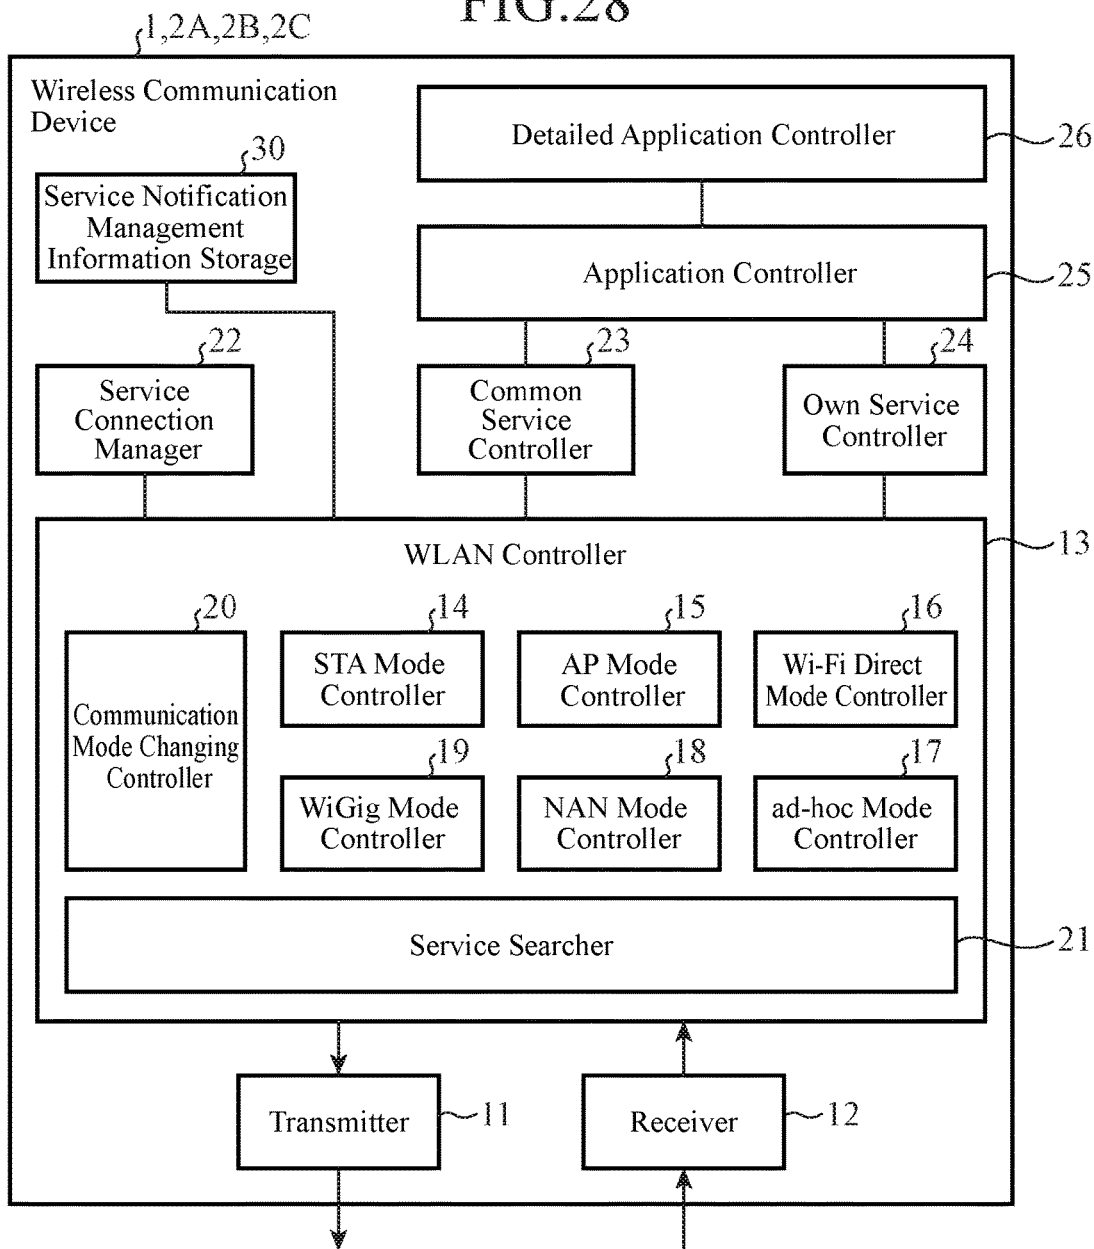 FIG.28
1,2A,2B,2C
Wireless Communication
Device
Detailed Application Controller
26
30
Service Notification
Management
Information Storage
Application Controller
25
22
Service
Connection
Manager
23
Common
Service
Controller
24
Own Service
Controller
WLAN Controller
13
20
Communication
Mode Changing
Controller
14
STA Mode
Controller
15
AP Mode
Controller
16
Wi-Fi Direct
Mode Controller
19
WiGig Mode
Controller
18
NAN Mode
Controller
17
ad-hoc Mode
Controller
Service Searcher
21
Transmitter
11
Receiver
12